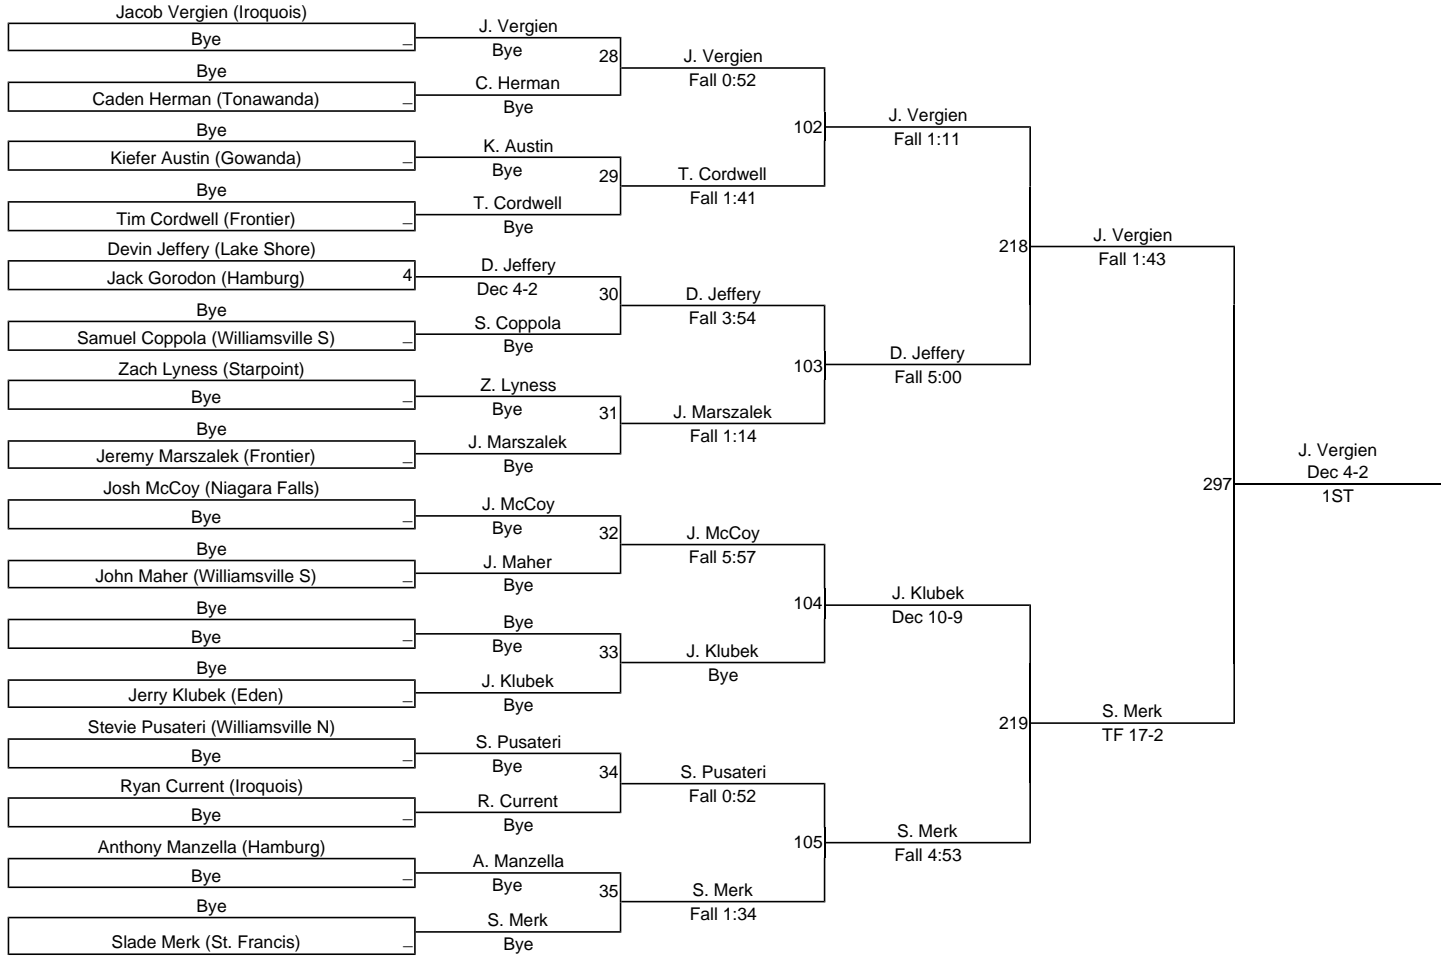 Jacob Vergien (Iroquois)
Bye
_
Bye
Caden Herman (Tonawanda)
_
Bye
Kiefer Austin (Gowanda)
_
Bye
Tim Cordwell (Frontier)
_
Devin Jeffery (Lake Shore)
Jack Gorodon (Hamburg)
4
Bye
Samuel Coppola (Williamsville S)
_
Zach Lyness (Starpoint)
Bye
_
Bye
Jeremy Marszalek (Frontier)
_
Josh McCoy (Niagara Falls)
Bye
_
Bye
John Maher (Williamsville S)
_
Bye
Bye
_
Bye
Jerry Klubek (Eden)
_
Stevie Pusateri (Williamsville N)
Bye
_
Ryan Current (Iroquois)
Bye
_
Anthony Manzella (Hamburg)
Bye
_
Bye
Slade Merk (St. Francis)
_
J. Vergien
Bye
28
C. Herman
Bye
K. Austin
Bye
29
T. Cordwell
Bye
D. Jeffery
Dec 4-2
30
S. Coppola
Bye
Z. Lyness
Bye
31
J. Marszalek
Bye
J. McCoy
Bye
32
J. Maher
Bye
Bye
Bye
33
J. Klubek
Bye
S. Pusateri
Bye
34
R. Current
Bye
A. Manzella
Bye
35
S. Merk
Bye
J. Vergien
Fall 0:52
102
T. Cordwell
Fall 1:41
D. Jeffery
Fall 3:54
103
J. Marszalek
Fall 1:14
J. McCoy
Fall 5:57
104
J. Klubek
Bye
S. Pusateri
Fall 0:52
105
S. Merk
Fall 1:34
J. Vergien
Fall 1:11
218
D. Jeffery
Fall 5:00
J. Klubek
Dec 10-9
219
S. Merk
Fall 4:53
J. Vergien
Fall 1:43
297
S. Merk
TF 17-2
J. Vergien
Dec 4-2
1ST